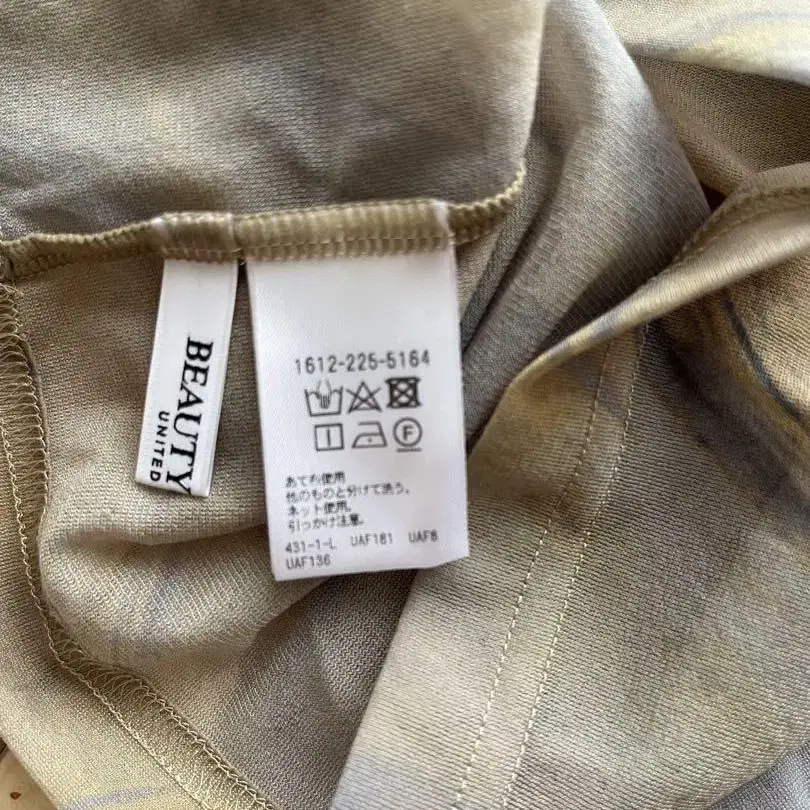 BEAUTY
UNITED
1612-225-5164
F
あて布使用
他のものと分けて洗う。
ネット使用。
引っかけ注意。
431-1-L UAF181 UAF8
UAF136